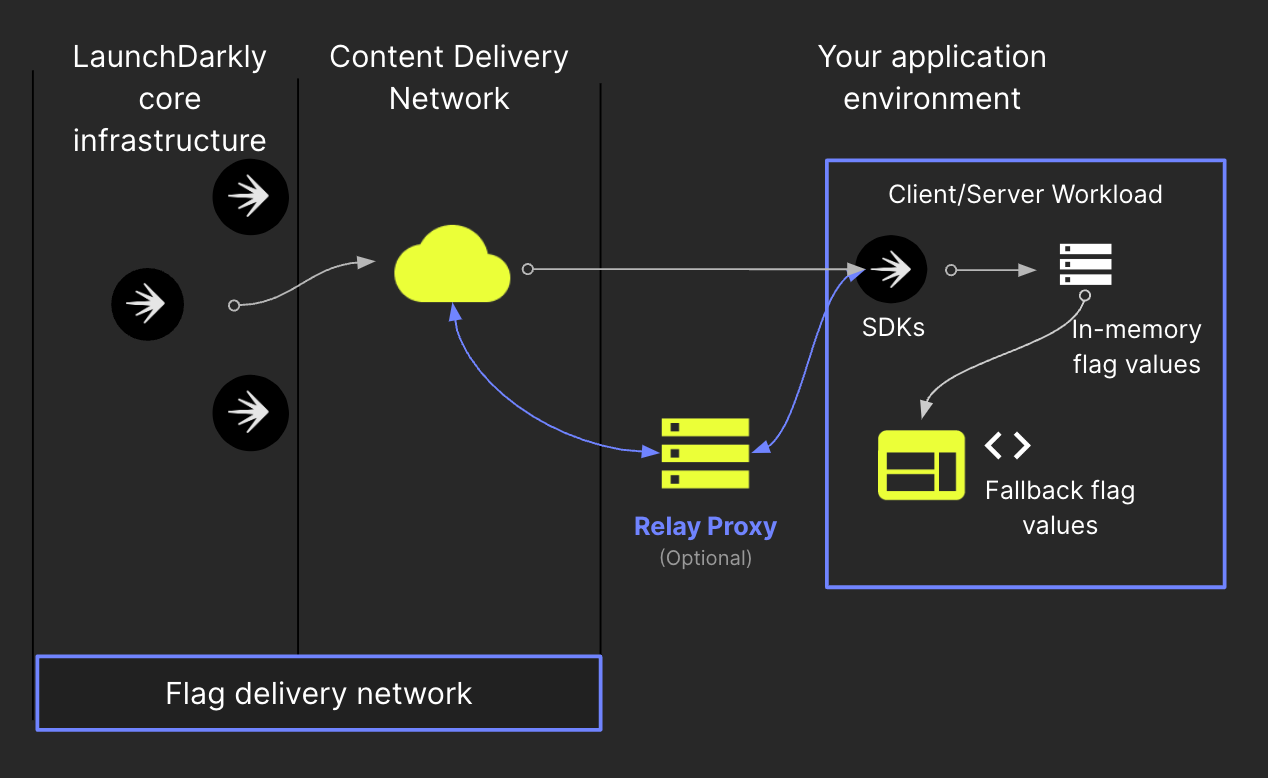 LaunchDarkly
core
infrastructure
Content Delivery
Network
Your application
environment
Client/Server Workload
SDKs
In-memory
flag values
Fallback flag
values
Relay Proxy
(Optional)
Flag delivery network